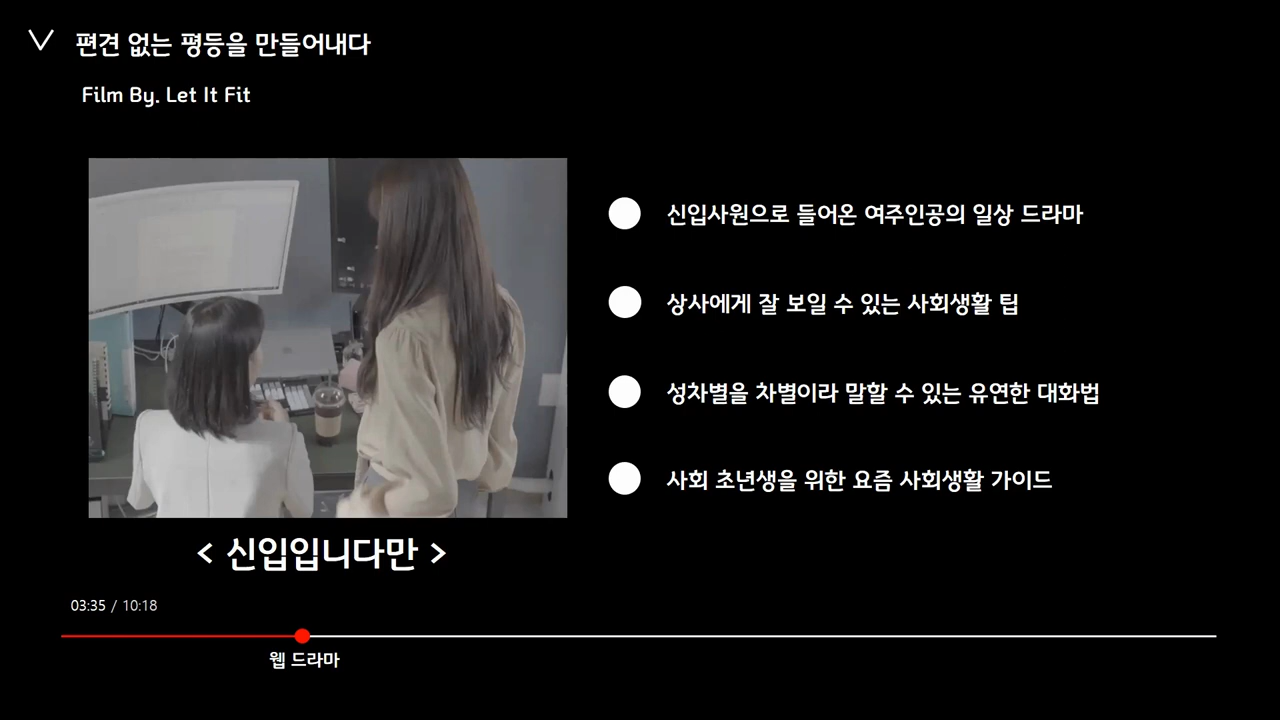 편견 없는 평등을 만들어내다
Film By. Let It Fit
신입사원으로 들어온 여주인공의 일상 드라마
상사에게 잘 보일 수 있는 사회생활 팁
성차별을 차별이라 말할 수 있는 유연한 대화법
사회 초년생을 위한 요즘 사회생활 가이드
< 신입입니다만 >
03:35 / 10:18
웹 드라마